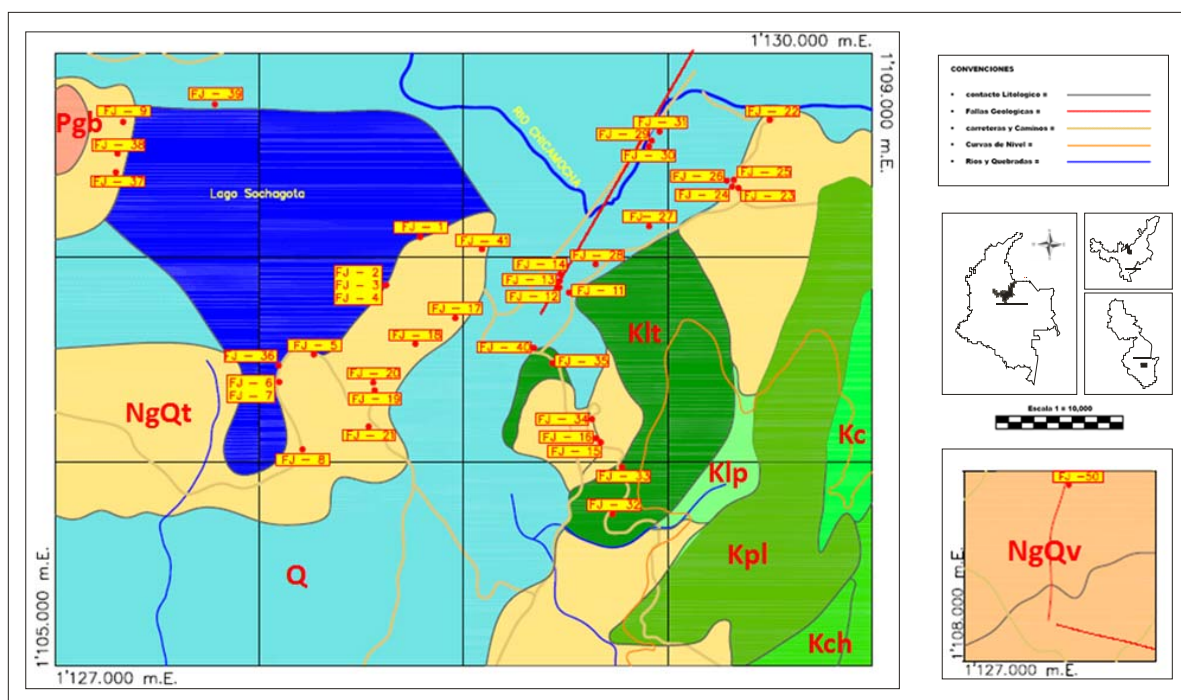 1'130.000 m.E.
1'109.000 m.E.
FJ - 39
FJ - 9
Pgb
FJ - 38
FJ - 37
Lago Sochagota
RIO CHICAMOCHA
FJ - 31
FJ - 29
FJ - 30
FJ - 22
FJ - 26
FJ - 25
FJ - 24
FJ - 23
FJ - 27
FJ - 1
FJ - 41
FJ - 28
FJ - 14
FJ - 13
FJ - 12
FJ - 11
FJ - 2
FJ - 3
FJ - 4
FJ - 17
FJ - 18
Klt
FJ - 40
FJ - 35
FJ - 5
FJ - 36
FJ - 6
FJ - 7
FJ - 20
FJ - 19
NgQt
FJ - 21
FJ - 34
FJ - 16
FJ - 15
Kc
FJ - 8
FJ - 33
Klp
FJ - 32
Kpl
Q
Kch
1'105.000 m.E.
1'127.000 m.E.
CONVENCIONES
• contacto Litologico =
• Fallas Geologicas =
• carreteras y Caminos =
• Curvas de Nivel =
• Rios y Quebradas =
Escala 1 = 10,000
FJ -50
NgQv
1'108.000 m.E.
1'127.000 m.E.